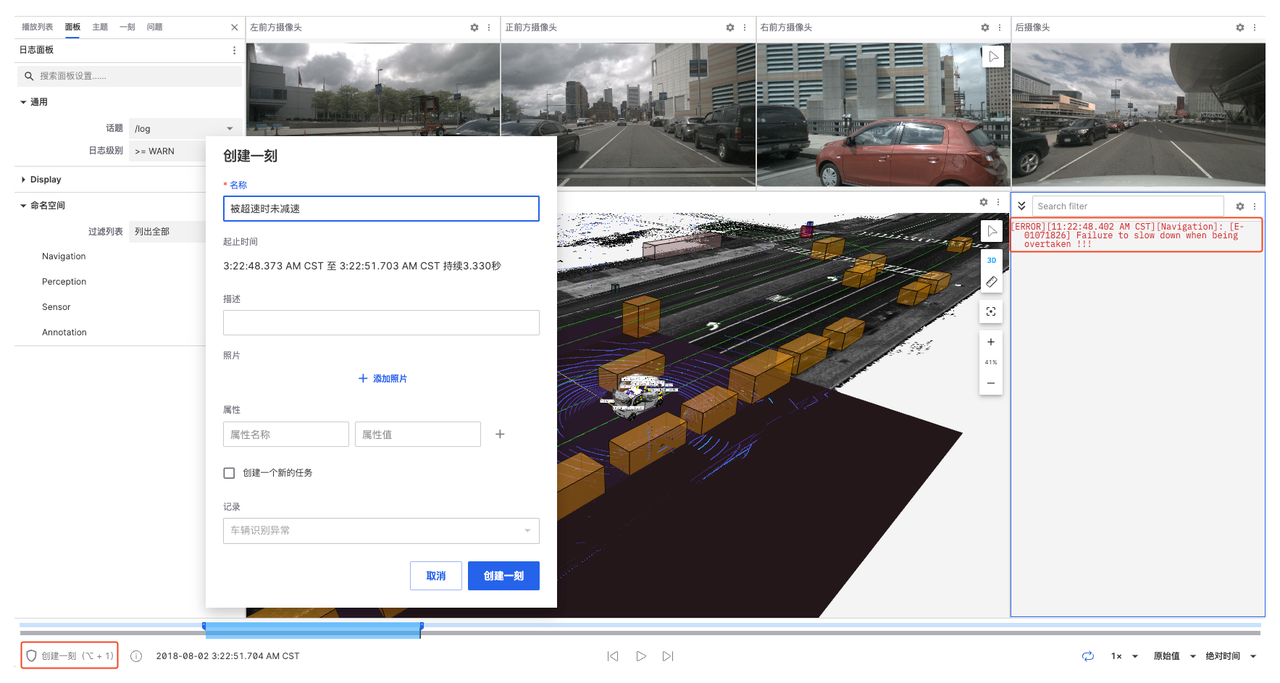 播放列表 面板 主题 一刻 问题
左前方摄像头
正前方摄像头
右前方摄像头
后摄像头
日志面板
搜索面板设置......
通用
话题 /log
日志级别 >= WARN
Display
命名空间
过滤列表 列出全部
Navigation
Perception
Sensor
Annotation
创建一刻
* 名称
被超速时未减速
起止时间
3:22:48.373 AM CST 至 3:22:51.703 AM CST 持续3.330秒
描述
照片
添加照片
属性
属性名称 属性值
创建一个新的任务
记录
车辆识别异常
取消 创建一刻
3D
41%
Search filter
[ERROR][11:22:48.402 AM CST][Navigation]: [E-
01071826] Failure to slow down when being
overtaken !!!
创建一刻 (⌥ + 1)
2018-08-02 3:22:51.704 AM CST
1× 原始值 绝对时间